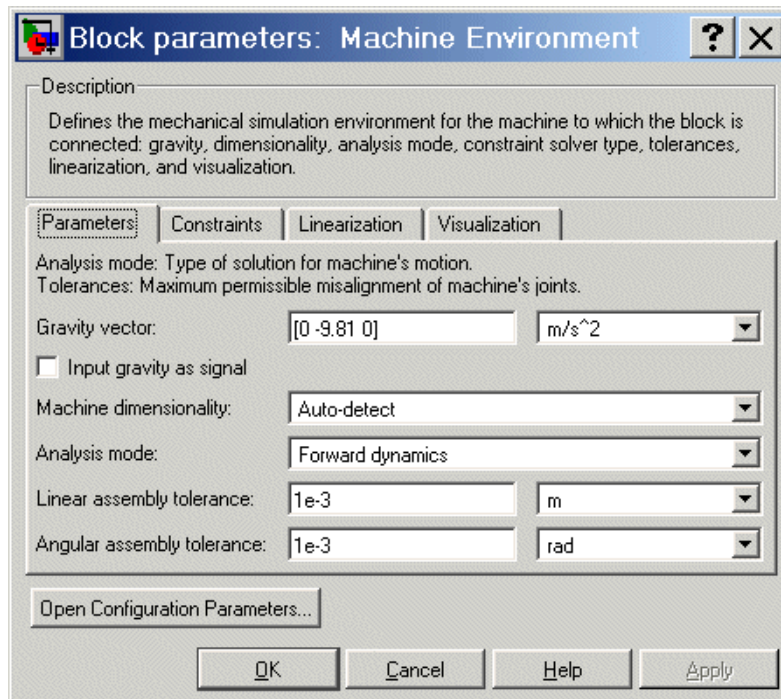 Block parameters: Machine Environment
Description
Defines the mechanical simulation environment for the machine to which the block is
connected: gravity, dimensionality, analysis mode, constraint solver type, tolerances,
linearization, and visualization.
Parameters Constraints Linearization Visualization
Analysis mode: Type of solution for machine's motion.
Tolerances: Maximum permissible misalignment of machine's joints.
Gravity vector: [0 -9.81 0] m/s^2
Input gravity as signal
Machine dimensionality: Auto-detect
Analysis mode: Forward dynamics
Linear assembly tolerance: 1e-3 m
Angular assembly tolerance: 1e-3 rad
Open Configuration Parameters...
OK Cancel Help Apply